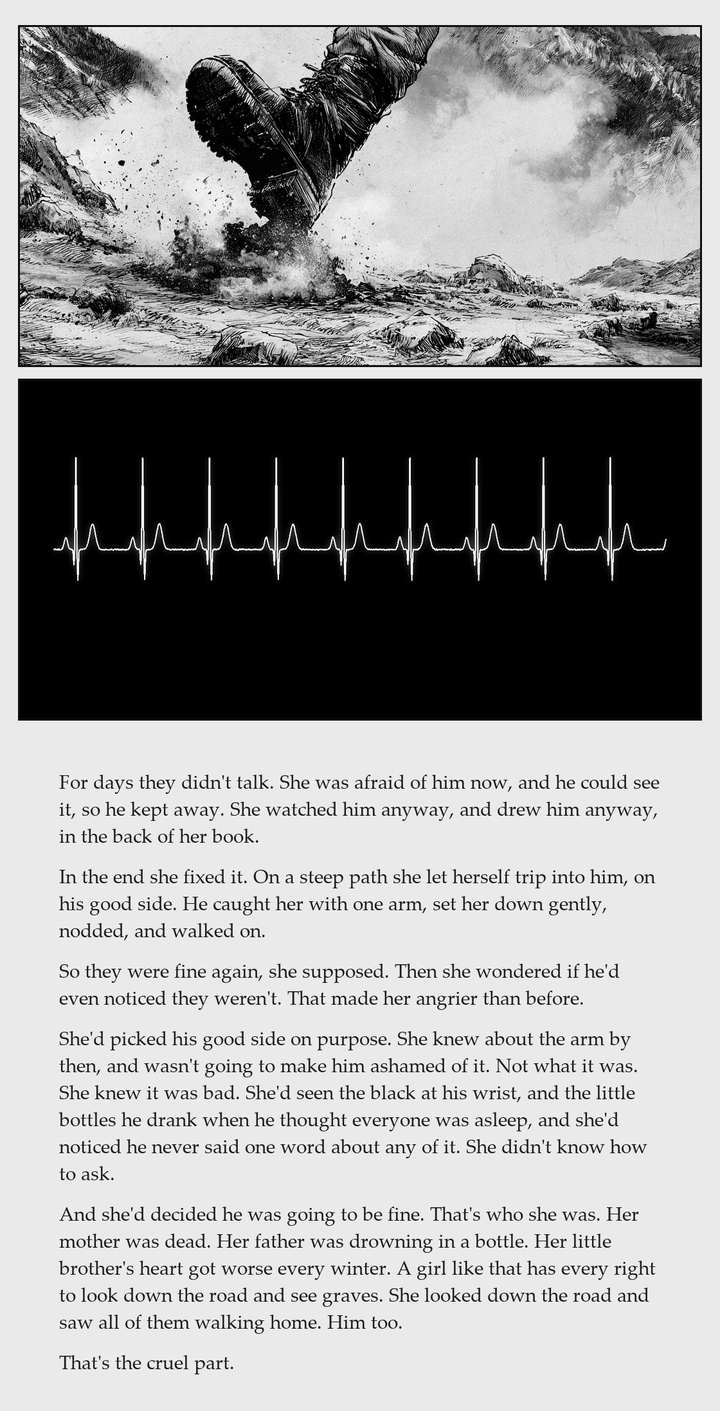 For days they didn't talk. She was afraid of him now, and he could see
it, so he kept away. She watched him anyway, and drew him anyway,
in the back of her book.
In the end she fixed it. On a steep path she let herself trip into him, on
his good side. He caught her with one arm, set her down gently,
nodded, and walked on.
So they were fine again, she supposed. Then she wondered if he'd
even noticed they weren't. That made her angrier than before.
She'd picked his good side on purpose. She knew about the arm by
then, and wasn't going to make him ashamed of it. Not what it was.
She knew it was bad. She'd seen the black at his wrist, and the little
bottles he drank when he thought everyone was asleep, and she'd
noticed he never said one word about any of it. She didn't know how
to ask.
And she'd decided he was going to be fine. That's who she was. Her
mother was dead. Her father was drowning in a bottle. Her little
brother's heart got worse every winter. A girl like that has every right
to look down the road and see graves. She looked down the road and
saw all of them walking home. Him too.
That's the cruel part.